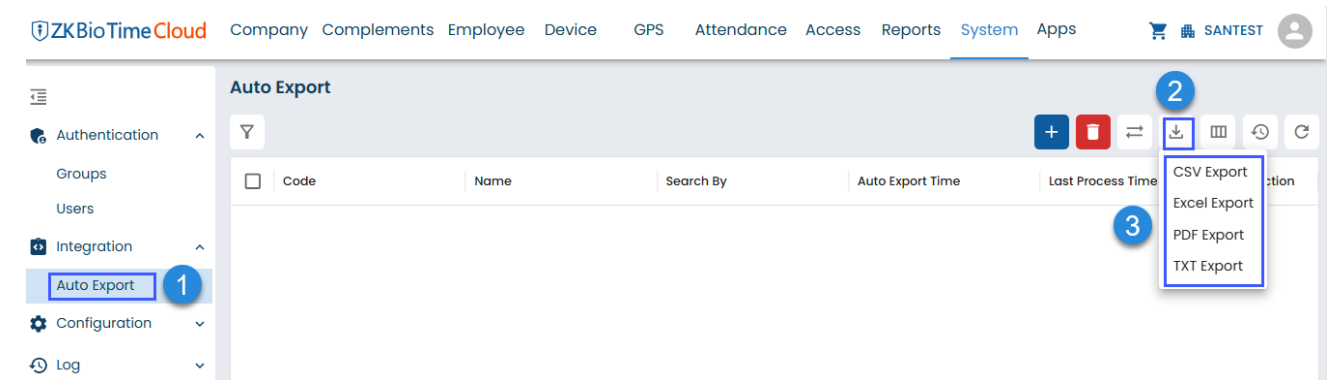 ZKBioTime Cloud Company Complements Employee Device GPS Attendance Access Reports System Apps SANTEST
Auto Export
2
Authentication
Groups
Users
Integration
Auto Export 1
Configuration
Log
Code Name Search By Auto Export Time Last Process Time ction
CSV Export
Excel Export
3
PDF Export
TXT Export